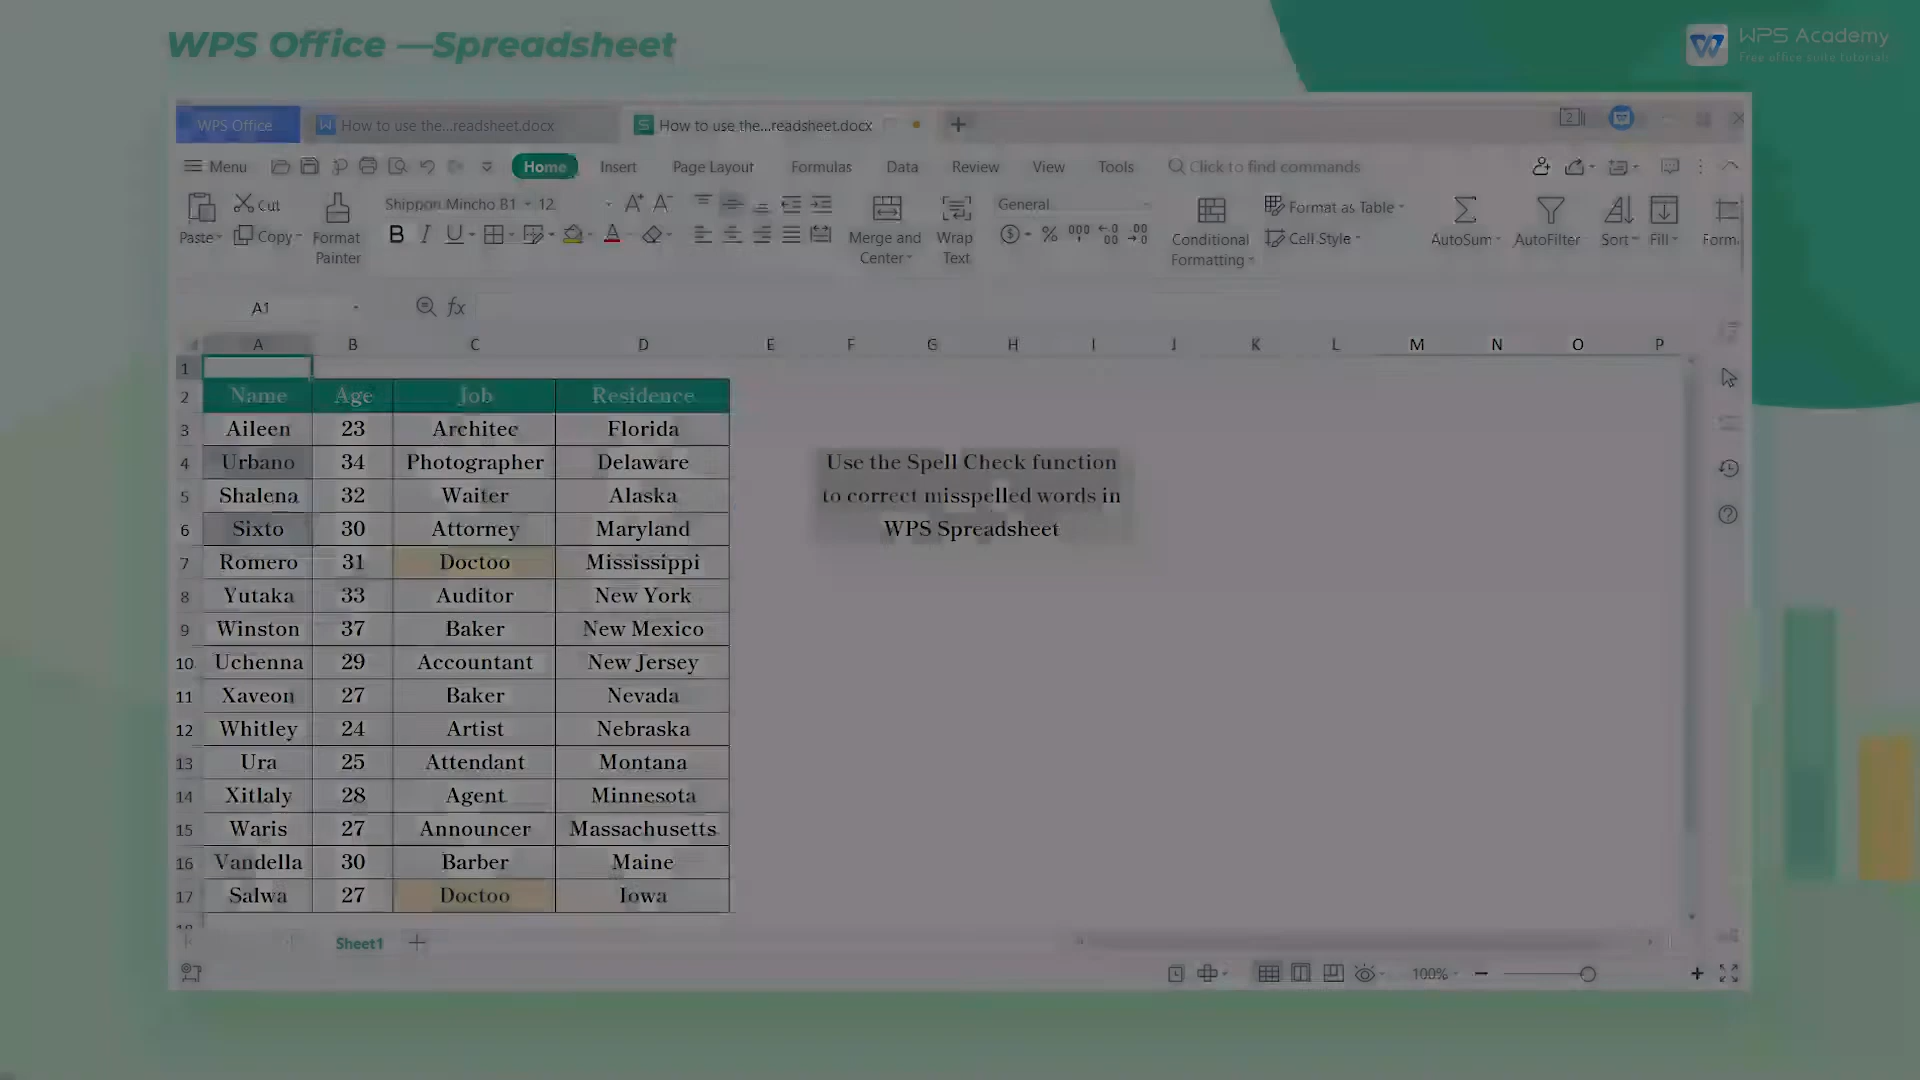 WPS Office —Spreadsheet
WPS Academy
Free office suite tutorials
WPS Office
How to use the...readsheet.docx
How to use the...readsheet.docx
2
Menu
Home
Insert
Page Layout
Formulas
Data
Review
View
Tools
Click to find commands
Cut
Shippori Mincho B1
12
General
Format as Table
Paste
Copy
Format
Painter
Merge and
Center
Wrap
Text
Conditional
Formatting
Cell Style
AutoSum
AutoFilter
Sort
Fill
Form.
A1
fx
A B C D E F G H I J K L M N O P
1
2 Name Age Job Residence
3 Aileen 23 Architec Florida
4 Urbano 34 Photographer Delaware
5 Shalena 32 Waiter Alaska
6 Sixto 30 Attorney Maryland
7 Romero 31 Doctoo Mississippi
8 Yutaka 33 Auditor New York
9 Winston 37 Baker New Mexico
10 Uchenna 29 Accountant New Jersey
11 Xaveon 27 Baker Nevada
12 Whitley 24 Artist Nebraska
13 Ura 25 Attendant Montana
14 Xitlaly 28 Agent Minnesota
15 Waris 27 Announcer Massachusetts
16 Vandella 30 Barber Maine
17 Salwa 27 Doctoo Iowa
Use the Spell Check function
to correct misspelled words in
WPS Spreadsheet
Sheet1
100%